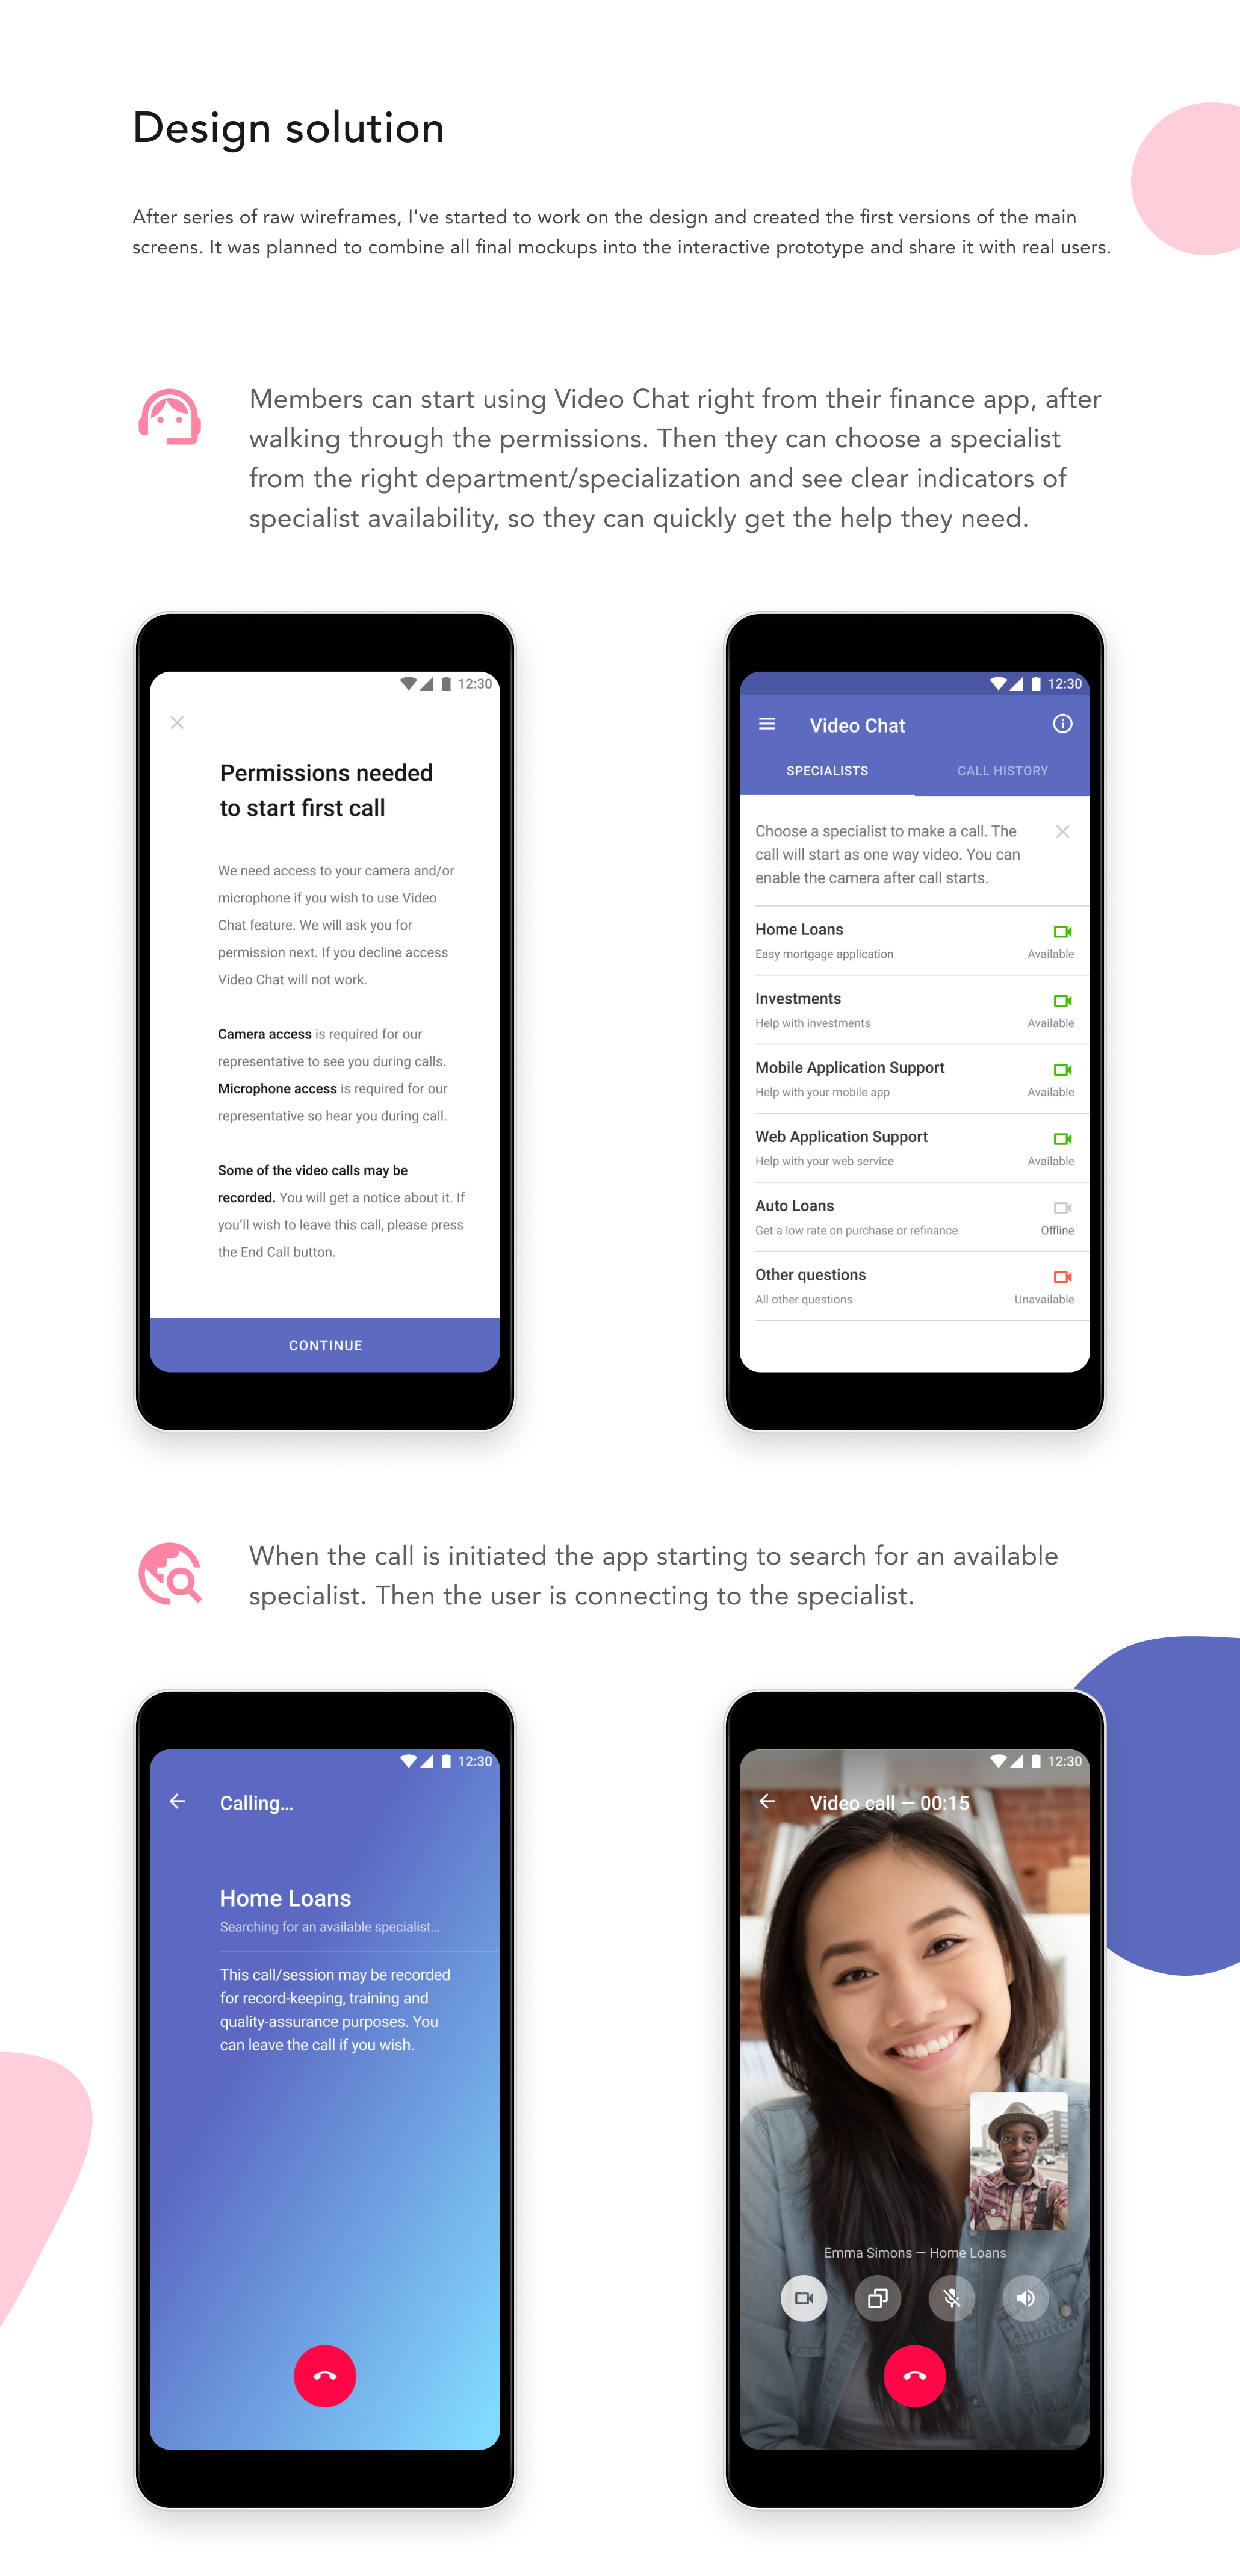 Design solution
After series of raw wireframes, I've started to work on the design and created the first versions of the main
screens. It was planned to combine all final mockups into the interactive prototype and share it with real users.
Members can start using Video Chat right from their finance app, after
walking through the permissions. Then they can choose a specialist
from the right department/specialization and see clear indicators of
specialist availability, so they can quickly get the help they need.
12:30
Permissions needed
to start first call
We need access to your camera and/or
microphone if you wish to use Video
Chat feature. We will ask you for
permission next. If you decline access
Video Chat will not work.
Camera access is required for our
representative to see you during calls.
Microphone access is required for our
representative so hear you during call.
Some of the video calls may be
recorded. You will get a notice about it. If
you'll wish to leave this call, please press
the End Call button.
CONTINUE
12:30
Video Chat
SPECIALISTS
CALL HISTORY
Choose a specialist to make a call. The
call will start as one way video. You can
enable the camera after call starts.
Home Loans
Easy mortgage application
Available
Investments
Help with investments
Available
Mobile Application Support
Help with your mobile app
Available
Web Application Support
Help with your web service
Available
Auto Loans
Get a low rate on purchase or refinance
Offline
Other questions
All other questions
Unavailable
When the call is initiated the app starting to search for an available
specialist. Then the user is connecting to the specialist.
12:30
Calling...
Home Loans
Searching for an available specialist...
This call/session may be recorded
for record-keeping, training and
quality-assurance purposes. You
can leave the call if you wish.
12:30
Video call — 00:15
Emma Simons — Home Loans